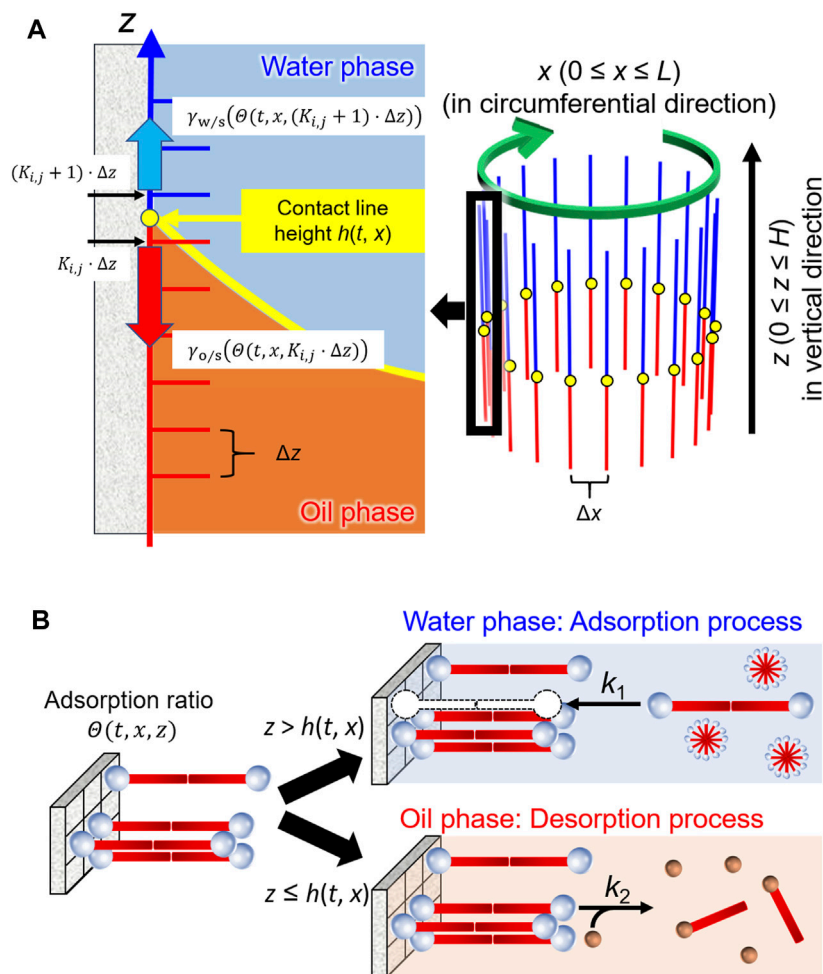 A
Z
Water phase
γw/s(Θ(t, x, (Ki,j + 1) · Δz))
(Ki,j + 1) · Δz
Contact line
height h(t, x)
Ki,j · Δz
γo/s(Θ(t, x, Ki,j · Δz))
Δz
Oil phase
x (0 ≤ x ≤ L)
(in circumferential direction)
z (0 ≤ z ≤ H)
in vertical direction
Δx
B
Water phase: Adsorption process
Adsorption ratio
Θ(t, x, z)
z > h(t, x)
k1
Oil phase: Desorption process
z ≤ h(t, x)
k2